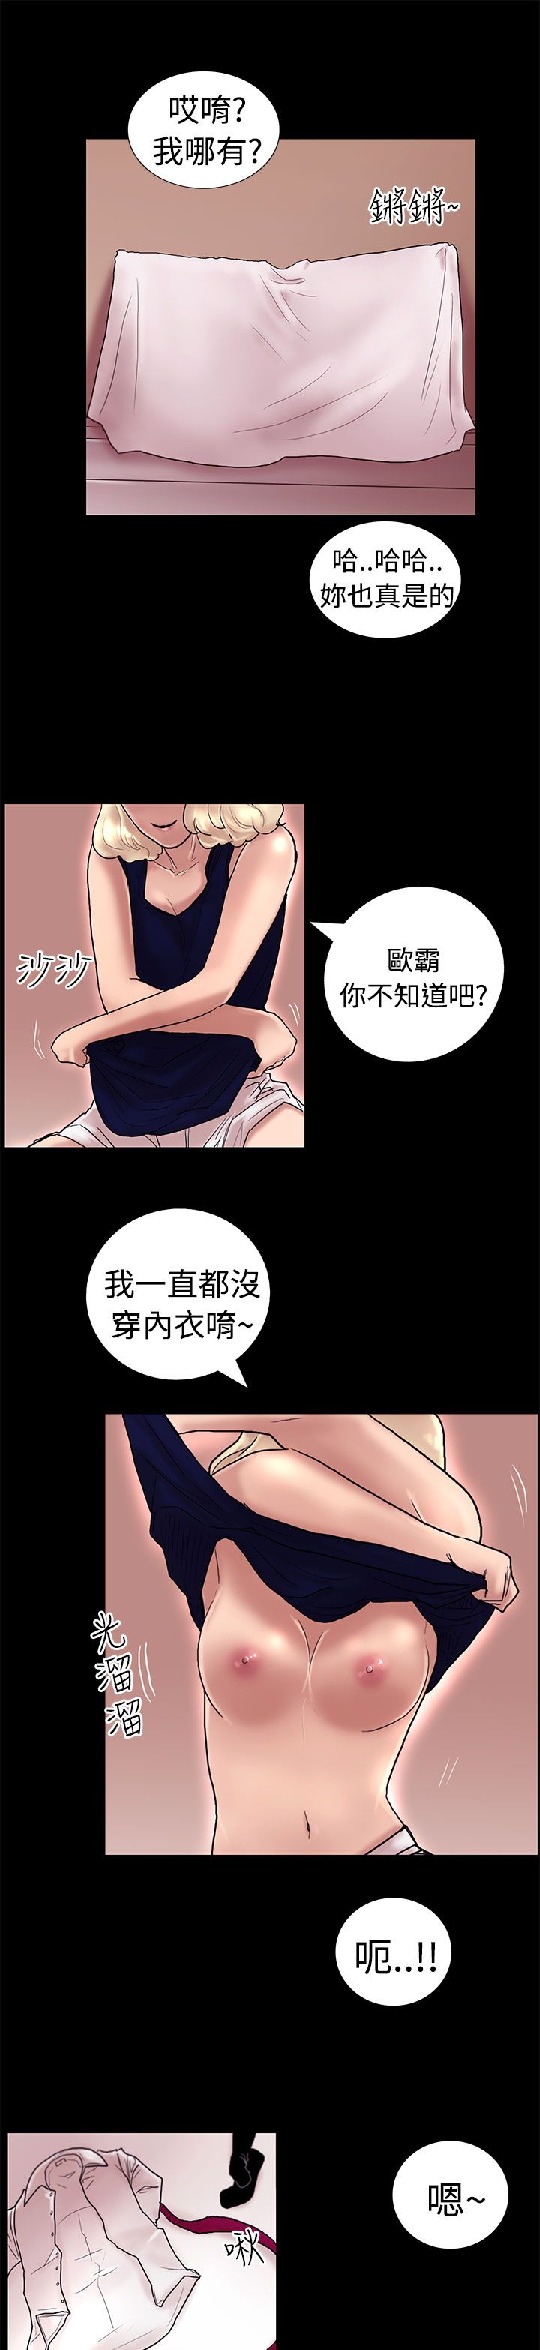 哎唷?
我哪有?
鏘鏘~
哈..哈哈..
妳也真是的
沙沙
歐霸
你不知道吧?
我一直都沒
穿內衣唷~
光溜溜
呃..!!
嗯~
啾